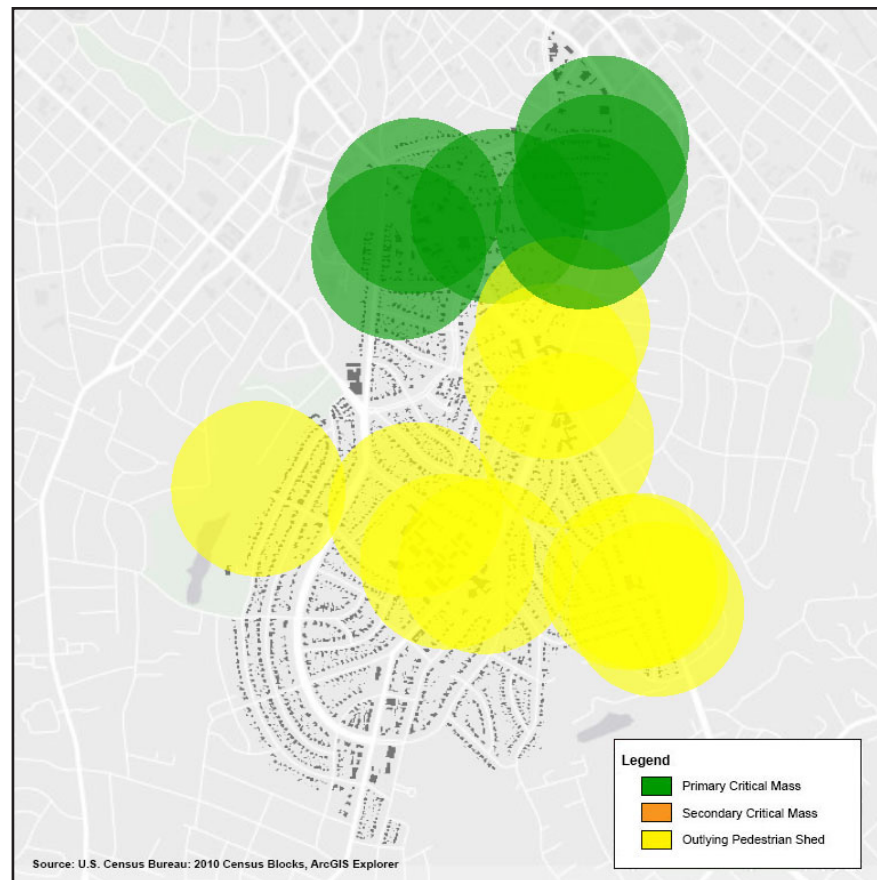 Legend
Primary Critical Mass
Secondary Critical Mass
Outlying Pedestrian Shed
Source: U.S. Census Bureau: 2010 Census Blocks, ArcGIS Explorer